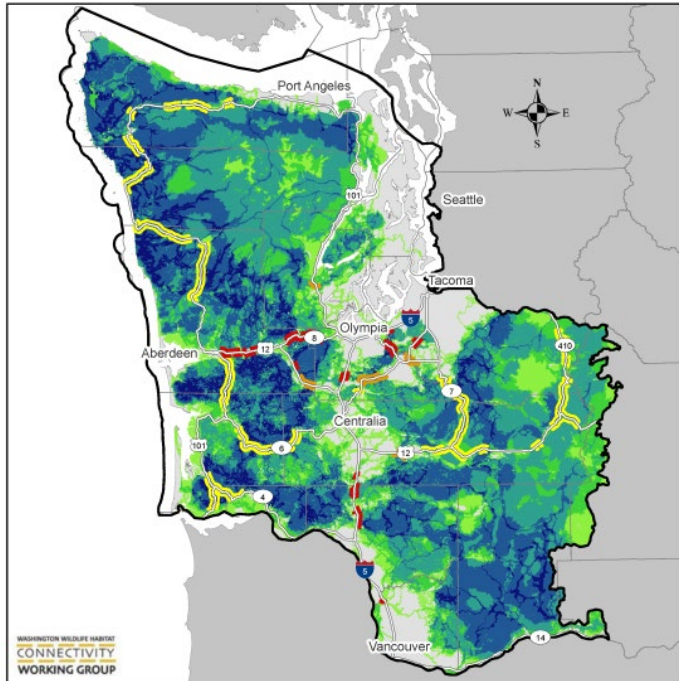 N
W E
S
Port Angeles
101
Seattle
Tacoma
5
Olympia
8
12
Aberdeen
410
7
Centralia
6
101
12
4
5
Vancouver
14
WASHINGTON WILDLIFE HABITAT
CONNECTIVITY
WORKING GROUP